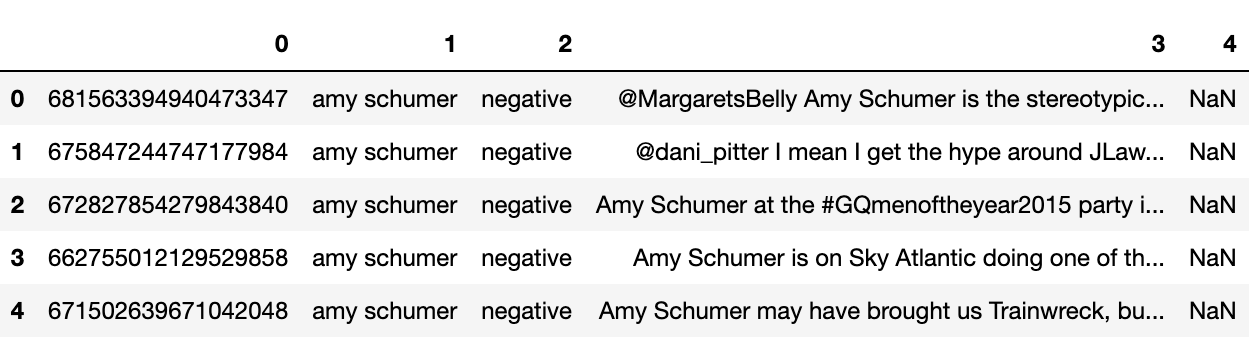 0 1 2 3 4
0 681563394940473347 amy schumer negative @MargaretsBelly Amy Schumer is the stereotypic... NaN
1 675847244747177984 amy schumer negative @dani_pitter I mean I get the hype around JLaw... NaN
2 672827854279843840 amy schumer negative Amy Schumer at the #GQmenoftheyear2015 party i... NaN
3 662755012129529858 amy schumer negative Amy Schumer is on Sky Atlantic doing one of th... NaN
4 671502639671042048 amy schumer negative Amy Schumer may have brought us Trainwreck, bu... NaN